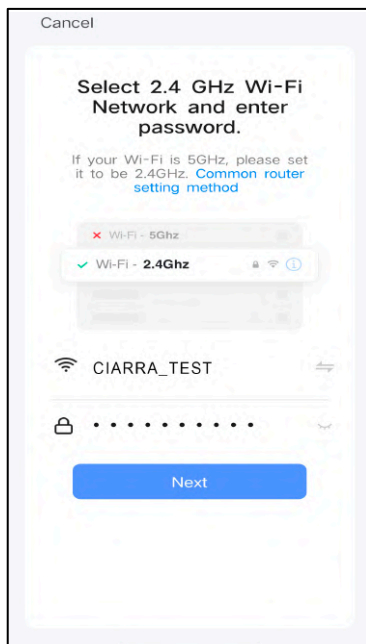 Cancel
Select 2.4 GHz Wi-Fi
Network and enter
password.
If your Wi-Fi is 5GHz, please set
it to be 2.4GHz. Common router
setting method
Wi-Fi - 5Ghz
Wi-Fi - 2.4Ghz
CIARRA_TEST
Next